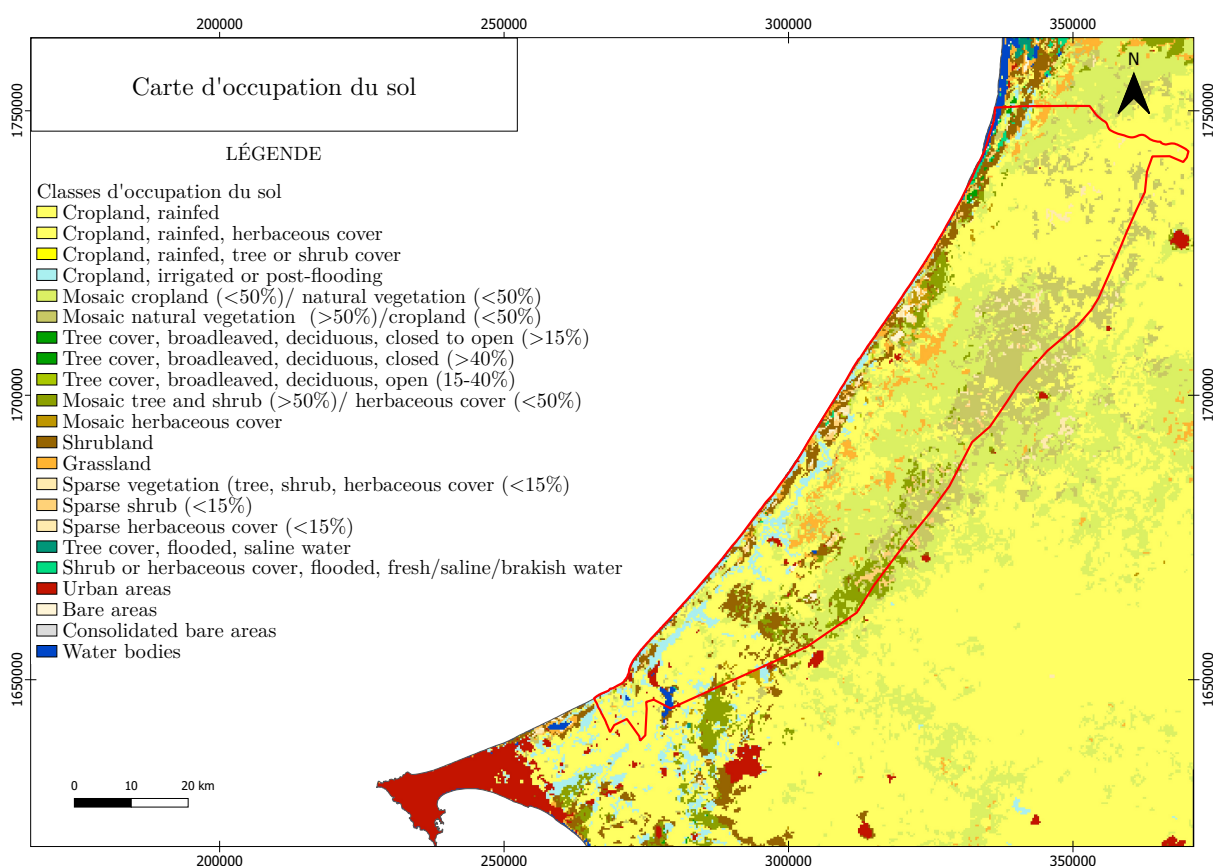 200000 250000 300000 350000
Carte d'occupation du sol
N
1750000 1750000
LÉGENDE
Classes d'occupation du sol
Cropland, rainfed
Cropland, rainfed, herbaceous cover
Cropland, rainfed, tree or shrub cover
Cropland, irrigated or post-flooding
Mosaic cropland (<50%)/ natural vegetation (<50%)
Mosaic natural vegetation (>50%)/cropland (<50%)
Tree cover, broadleaved, deciduous, closed to open (>15%)
Tree cover, broadleaved, deciduous, closed (>40%)
Tree cover, broadleaved, deciduous, open (15-40%)
Mosaic tree and shrub (>50%)/ herbaceous cover (<50%)
1700000 1700000
Mosaic herbaceous cover
Shrubland
Grassland
Sparse vegetation (tree, shrub, herbaceous cover (<15%)
Sparse shrub (<15%)
Sparse herbaceous cover (<15%)
Tree cover, flooded, saline water
Shrub or herbaceous cover, flooded, fresh/saline/brakish water
Urban areas
Bare areas
Consolidated bare areas
Water bodies
1650000 1650000
0 10 20 km
200000 250000 300000 350000